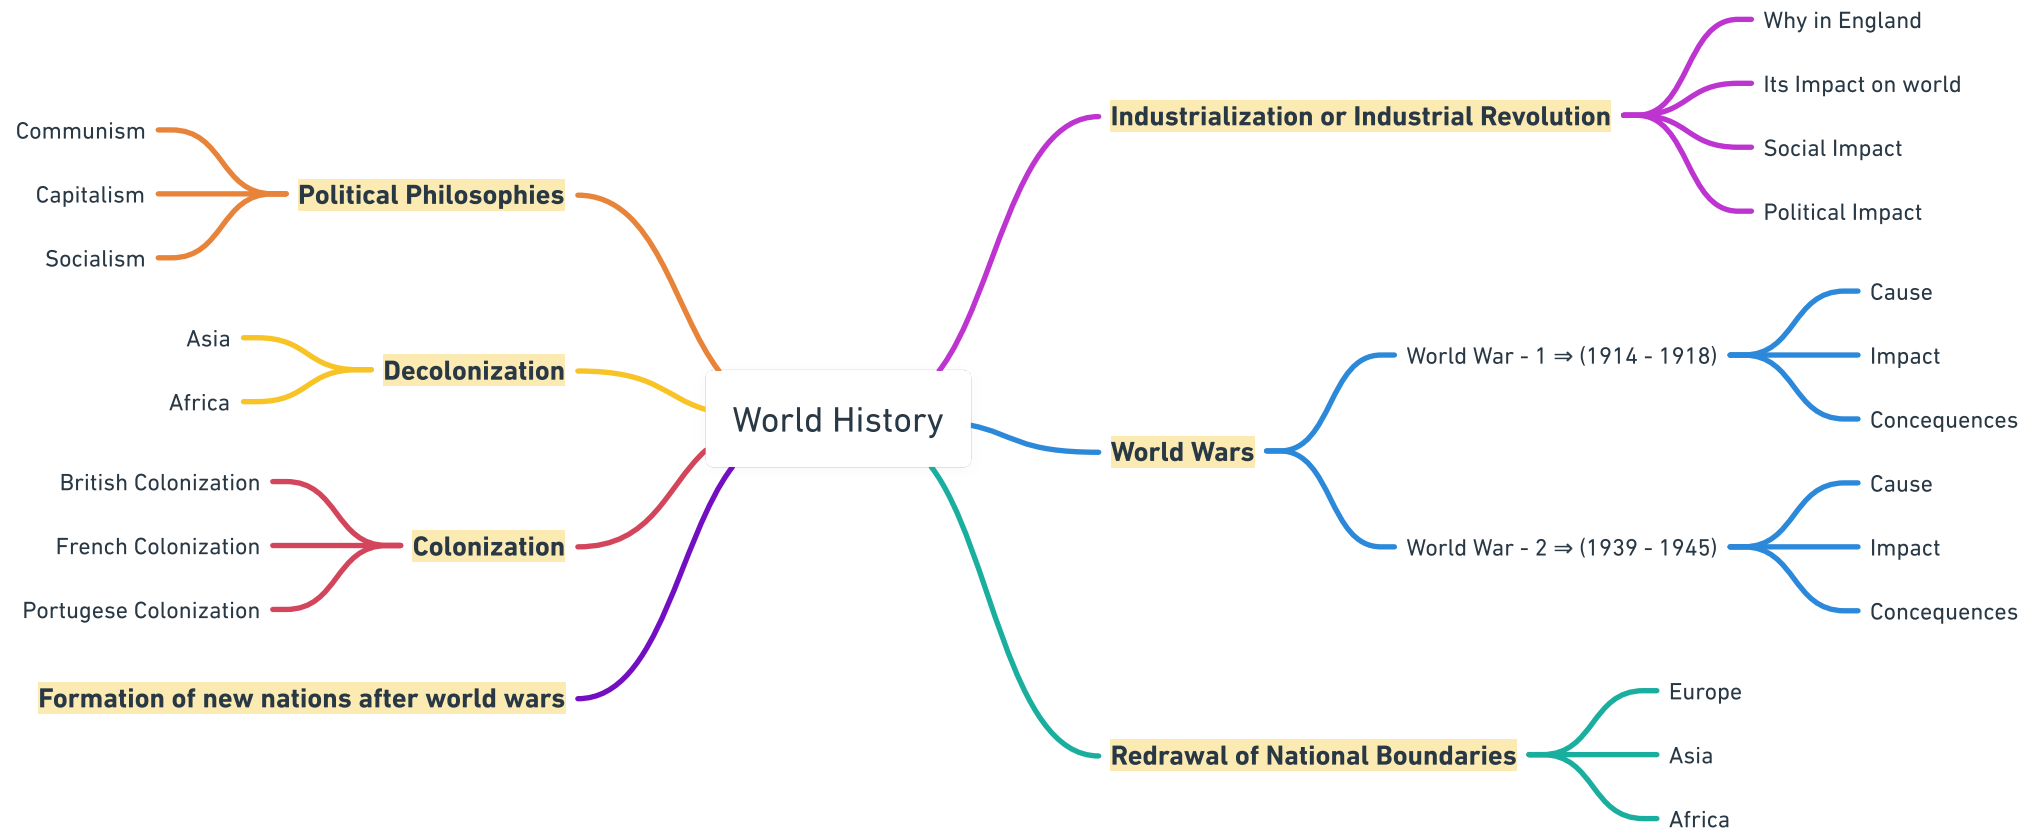 World History
Industrialization or Industrial Revolution
Why in England
Its Impact on world
Social Impact
Political Impact
World Wars
World War - 1 ⇒ (1914 - 1918)
Cause
Impact
Concequences
World War - 2 ⇒ (1939 - 1945)
Cause
Impact
Concequences
Redrawal of National Boundaries
Europe
Asia
Africa
Political Philosophies
Communism
Capitalism
Socialism
Decolonization
Asia
Africa
Colonization
British Colonization
French Colonization
Portugese Colonization
Formation of new nations after world wars